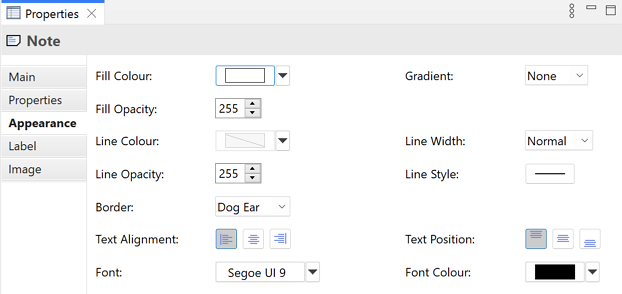 Properties
Note
Main
Properties
Appearance
Label
Image
Fill Colour:
Gradient: None
Fill Opacity: 255
Line Colour:
Line Width: Normal
Line Opacity: 255
Line Style:
Border: Dog Ear
Text Alignment:
Text Position:
Font: Segoe UI 9
Font Colour: